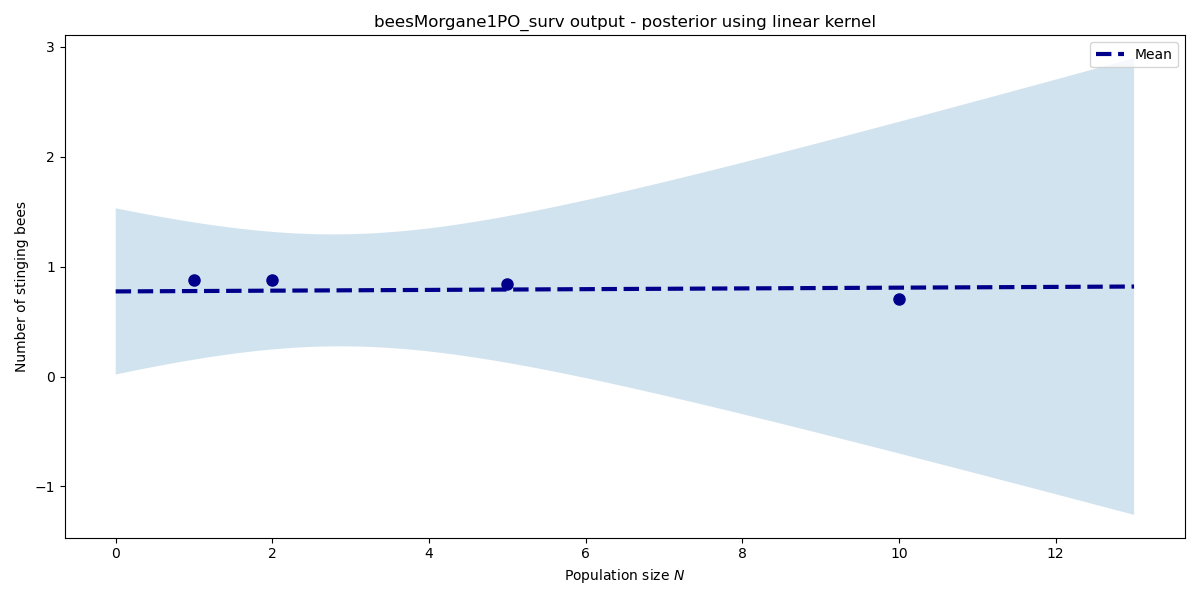 beesMorgane1PO_surv output - posterior using linear kernel
Mean
3
2
1
0
−1
Number of stinging bees
0 2 4 6 8 10 12
Population size N